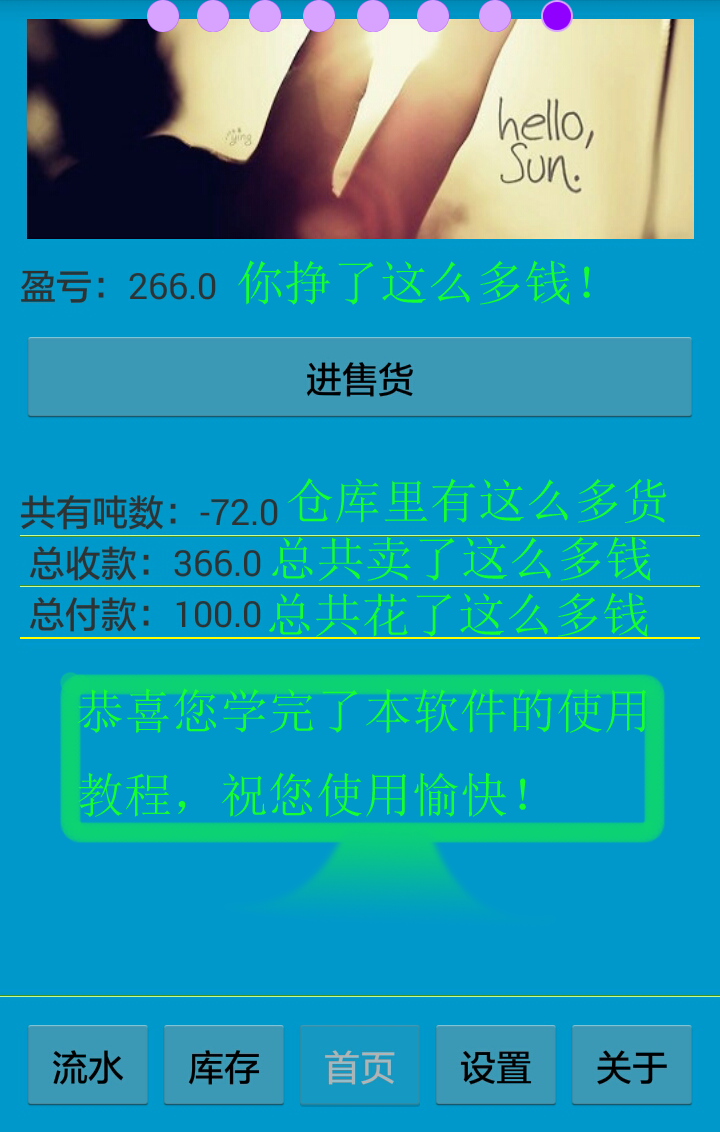 ying
hello,
Sun.
盈亏：266.0 你挣了这么多钱！
进售货
共有吨数：-72.0 仓库里有这么多货
总收款：366.0 总共卖了这么多钱
总付款：100.0 总共花了这么多钱
恭喜您学完了本软件的使用
教程，祝您使用愉快！
流水 库存 首页 设置 关于